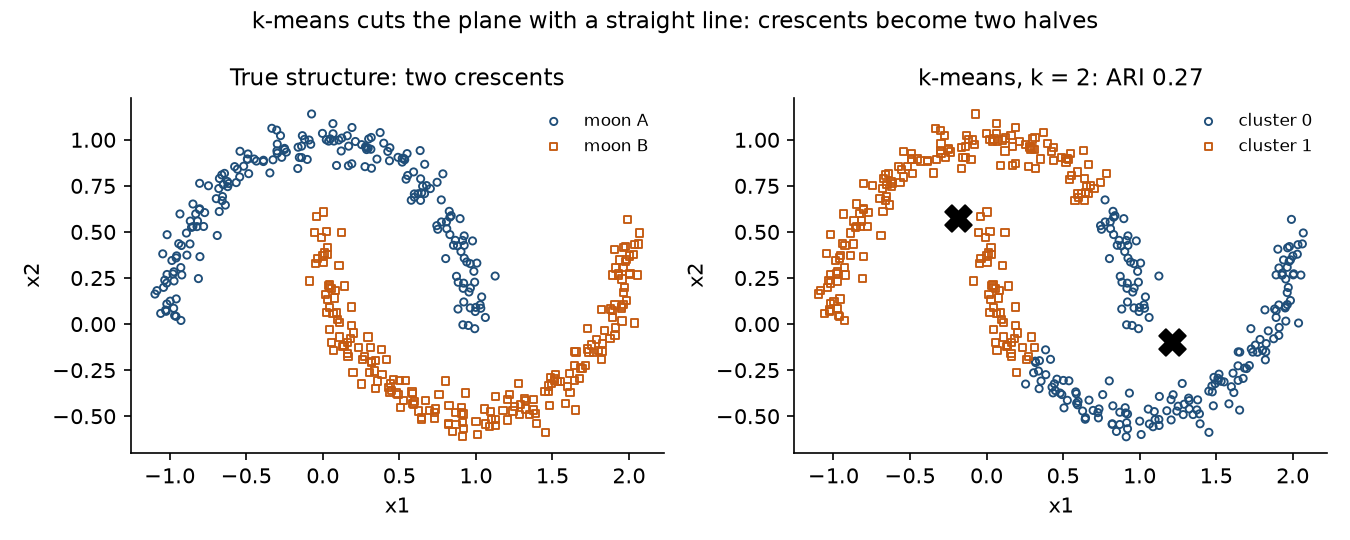 k-means cuts the plane with a straight line: crescents become two halves
True structure: two crescents
moon A
moon B
1.00
0.75
0.50
0.25
0.00
−0.25
−0.50
x2
−1.0 −0.5 0.0 0.5 1.0 1.5 2.0
x1
k-means, k = 2: ARI 0.27
cluster 0
cluster 1
1.00
0.75
0.50
0.25
0.00
−0.25
−0.50
x2
−1.0 −0.5 0.0 0.5 1.0 1.5 2.0
x1